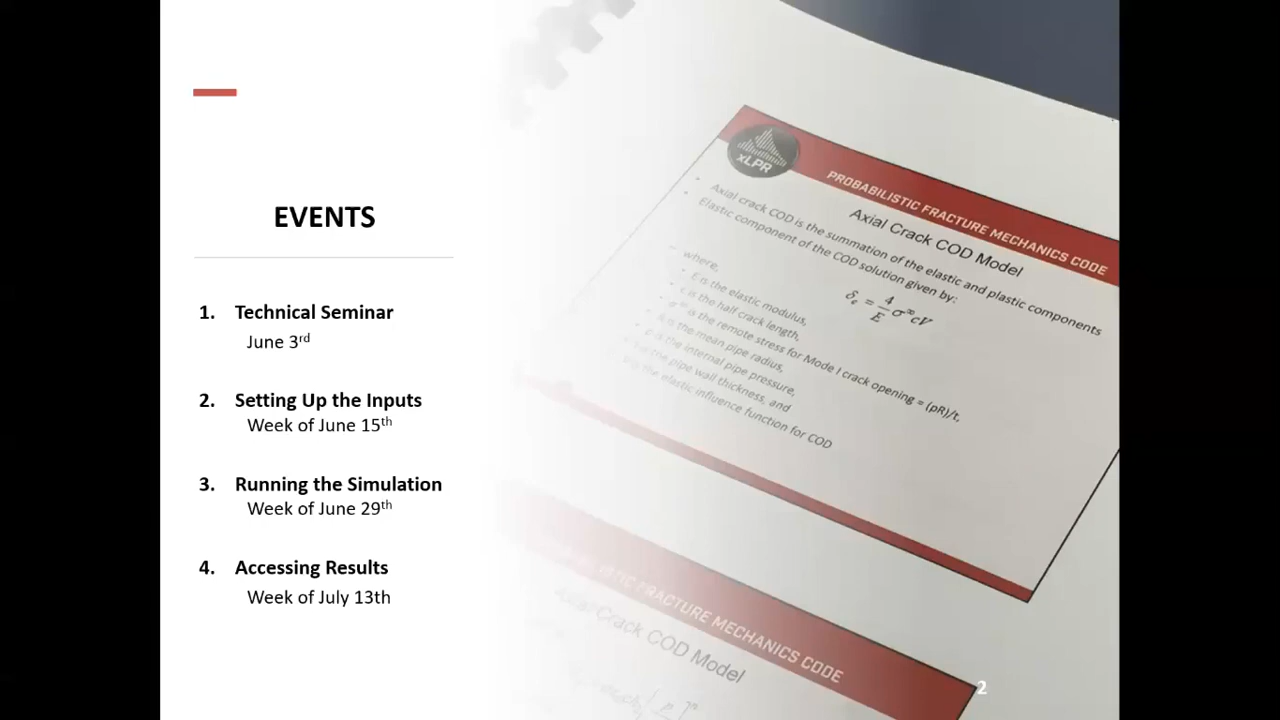 EVENTS
1. Technical Seminar
June 3rd
2. Setting Up the Inputs
Week of June 15th
3. Running the Simulation
Week of June 29th
4. Accessing Results
Week of July 13th
xLPR
PROBABILISTIC FRACTURE MECHANICS CODE
Axial Crack COD Model
• Axial crack COD is the summation of the elastic and plastic components
• Elastic component of the COD solution given by:
δe = 4/E σ∞cV
– where,
• E is the elastic modulus,
• c is the half crack length,
• σ∞ is the remote stress for Mode I crack opening = (pR)/t,
• R is the mean pipe radius,
is the internal pipe pressure,
the pipe wall thickness, and
the elastic influence function for COD
FRACTURE MECHANICS CODE
Axial Crack COD Model
2